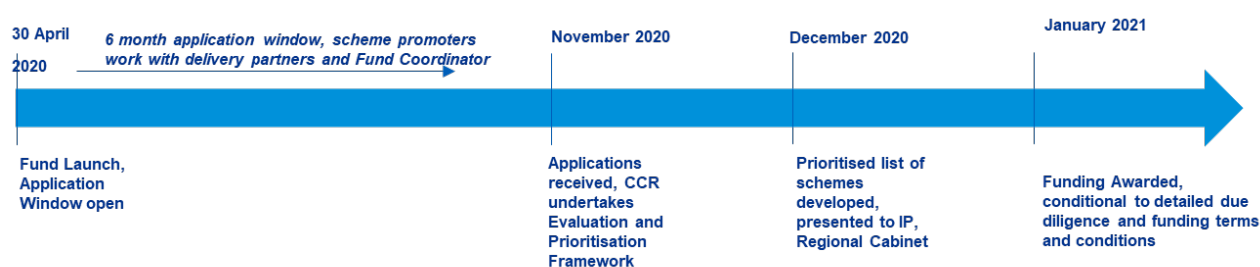 30 April
2020
6 month application window, scheme promoters
work with delivery partners and Fund Coordinator
November 2020
December 2020
January 2021
Fund Launch,
Application
Window open
Applications
received, CCR
undertakes
Evaluation and
Prioritisation
Framework
Prioritised list of
schemes
developed,
presented to IP,
Regional Cabinet
Funding Awarded,
conditional to detailed due
diligence and funding terms
and conditions